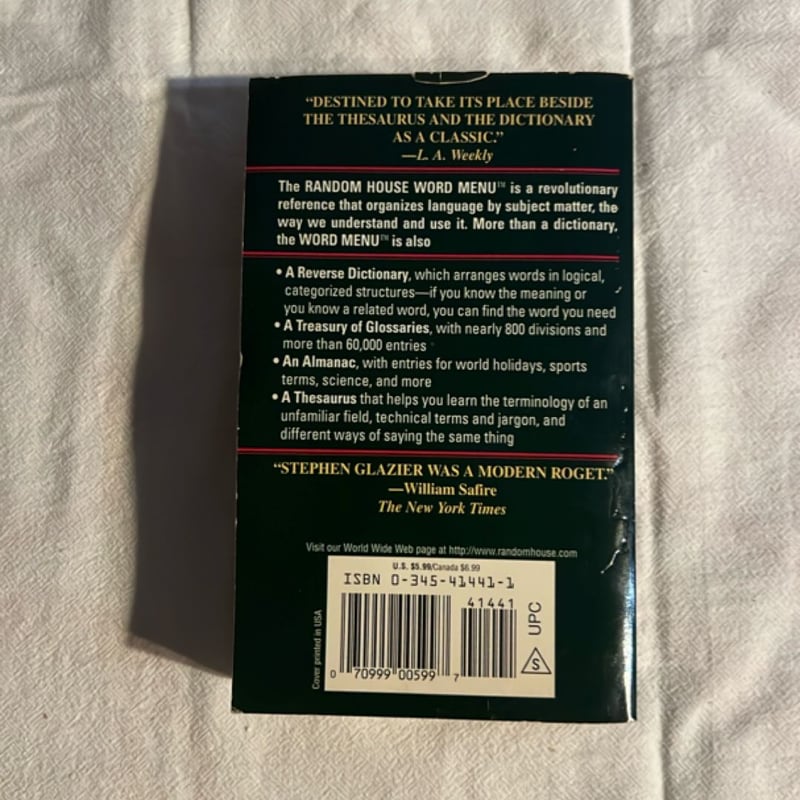 “DESTINED TO TAKE ITS PLACE BESIDE
THE THESAURUS AND THE DICTIONARY
AS A CLASSIC.”
—L. A. Weekly
The RANDOM HOUSE WORD MENU™ is a revolutionary
reference that organizes language by subject matter, the
way we understand and use it. More than a dictionary,
the WORD MENU™ is also
• A Reverse Dictionary, which arranges words in logical,
categorized structures—if you know the meaning or
you know a related word, you can find the word you need
• A Treasury of Glossaries, with nearly 800 divisions and
more than 60,000 entries
• An Almanac, with entries for world holidays, sports
terms, science, and more
• A Thesaurus that helps you learn the terminology of an
unfamiliar field, technical terms and jargon, and
different ways of saying the same thing
“STEPHEN GLAZIER WAS A MODERN ROGET.”
—William Safire
The New York Times
Visit our World Wide Web page at http://www.randomhouse.com
U.S. $5.99/Canada $6.99
ISBN 0-345-41441-1
41441
UPC
S
0 70999 00599 7
Cover printed in USA